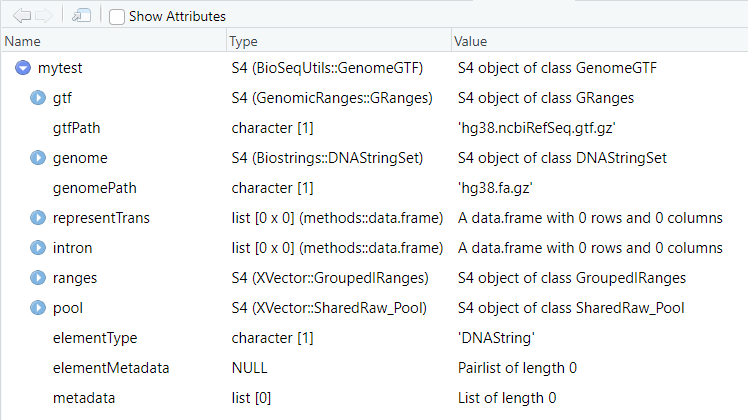 Show Attributes
Name Type Value
mytest S4 (BioSeqUtils::GenomeGTF) S4 object of class GenomeGTF
gtf S4 (GenomicRanges::GRanges) S4 object of class GRanges
gtfPath character [1] 'hg38.ncbiRefSeq.gtf.gz'
genome S4 (Biostrings::DNAStringSet) S4 object of class DNAStringSet
genomePath character [1] 'hg38.fa.gz'
representTrans list [0 x 0] (methods::data.frame) A data.frame with 0 rows and 0 columns
intron list [0 x 0] (methods::data.frame) A data.frame with 0 rows and 0 columns
ranges S4 (XVector::GroupedIRanges) S4 object of class GroupedIRanges
pool S4 (XVector::SharedRaw_Pool) S4 object of class SharedRaw_Pool
elementType character [1] 'DNAString'
elementMetadata NULL Pairlist of length 0
metadata list [0] List of length 0